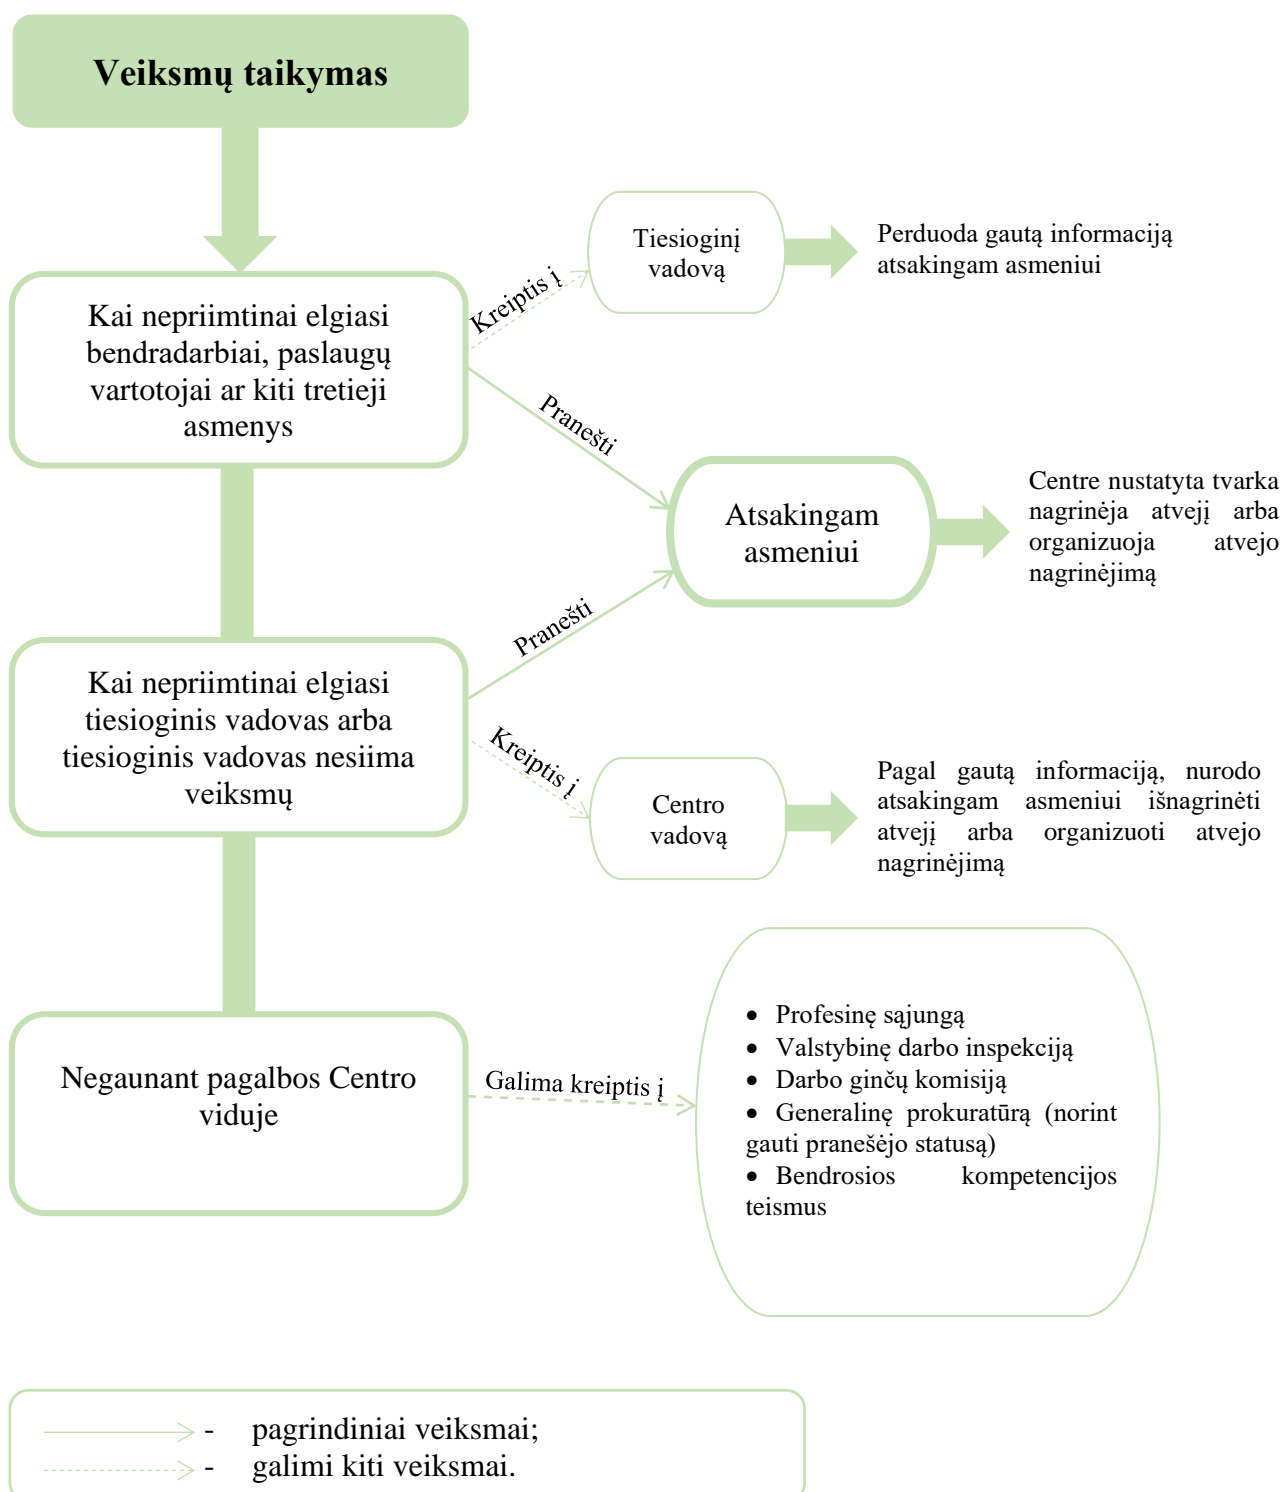 Veiksmų taikymas
Tiesioginį
vadovą
Perduoda gautą informaciją
atsakingam asmeniui
Kreiptis į
Kai nepriimtinai elgiasi
bendradarbiai, paslaugų
vartotojai ar kiti tretieji
asmenys
Pranešti
Atsakingam
asmeniui
Centre nustatyta tvarka
nagrinėja atvejį arba
organizuoja atvejo
nagrinėjimą
Pranešti
Kai nepriimtinai elgiasi
tiesioginis vadovas arba
tiesioginis vadovas nesiima
veiksmų
Kreiptis į
Centro
vadovą
Pagal gautą informaciją, nurodo
atsakingam asmeniui išnagrinėti
atvejį arba organizuoti atvejo
nagrinėjimą
Negaunant pagalbos Centro
viduje
Galima kreiptis į
• Profesinę sąjungą
• Valstybinę darbo inspekciją
• Darbo ginčų komisiją
• Generalinę prokuratūrą (norint
gauti pranešėjo statusą)
• Bendrosios kompetencijos
teismus
- pagrindiniai veiksmai;
- galimi kiti veiksmai.